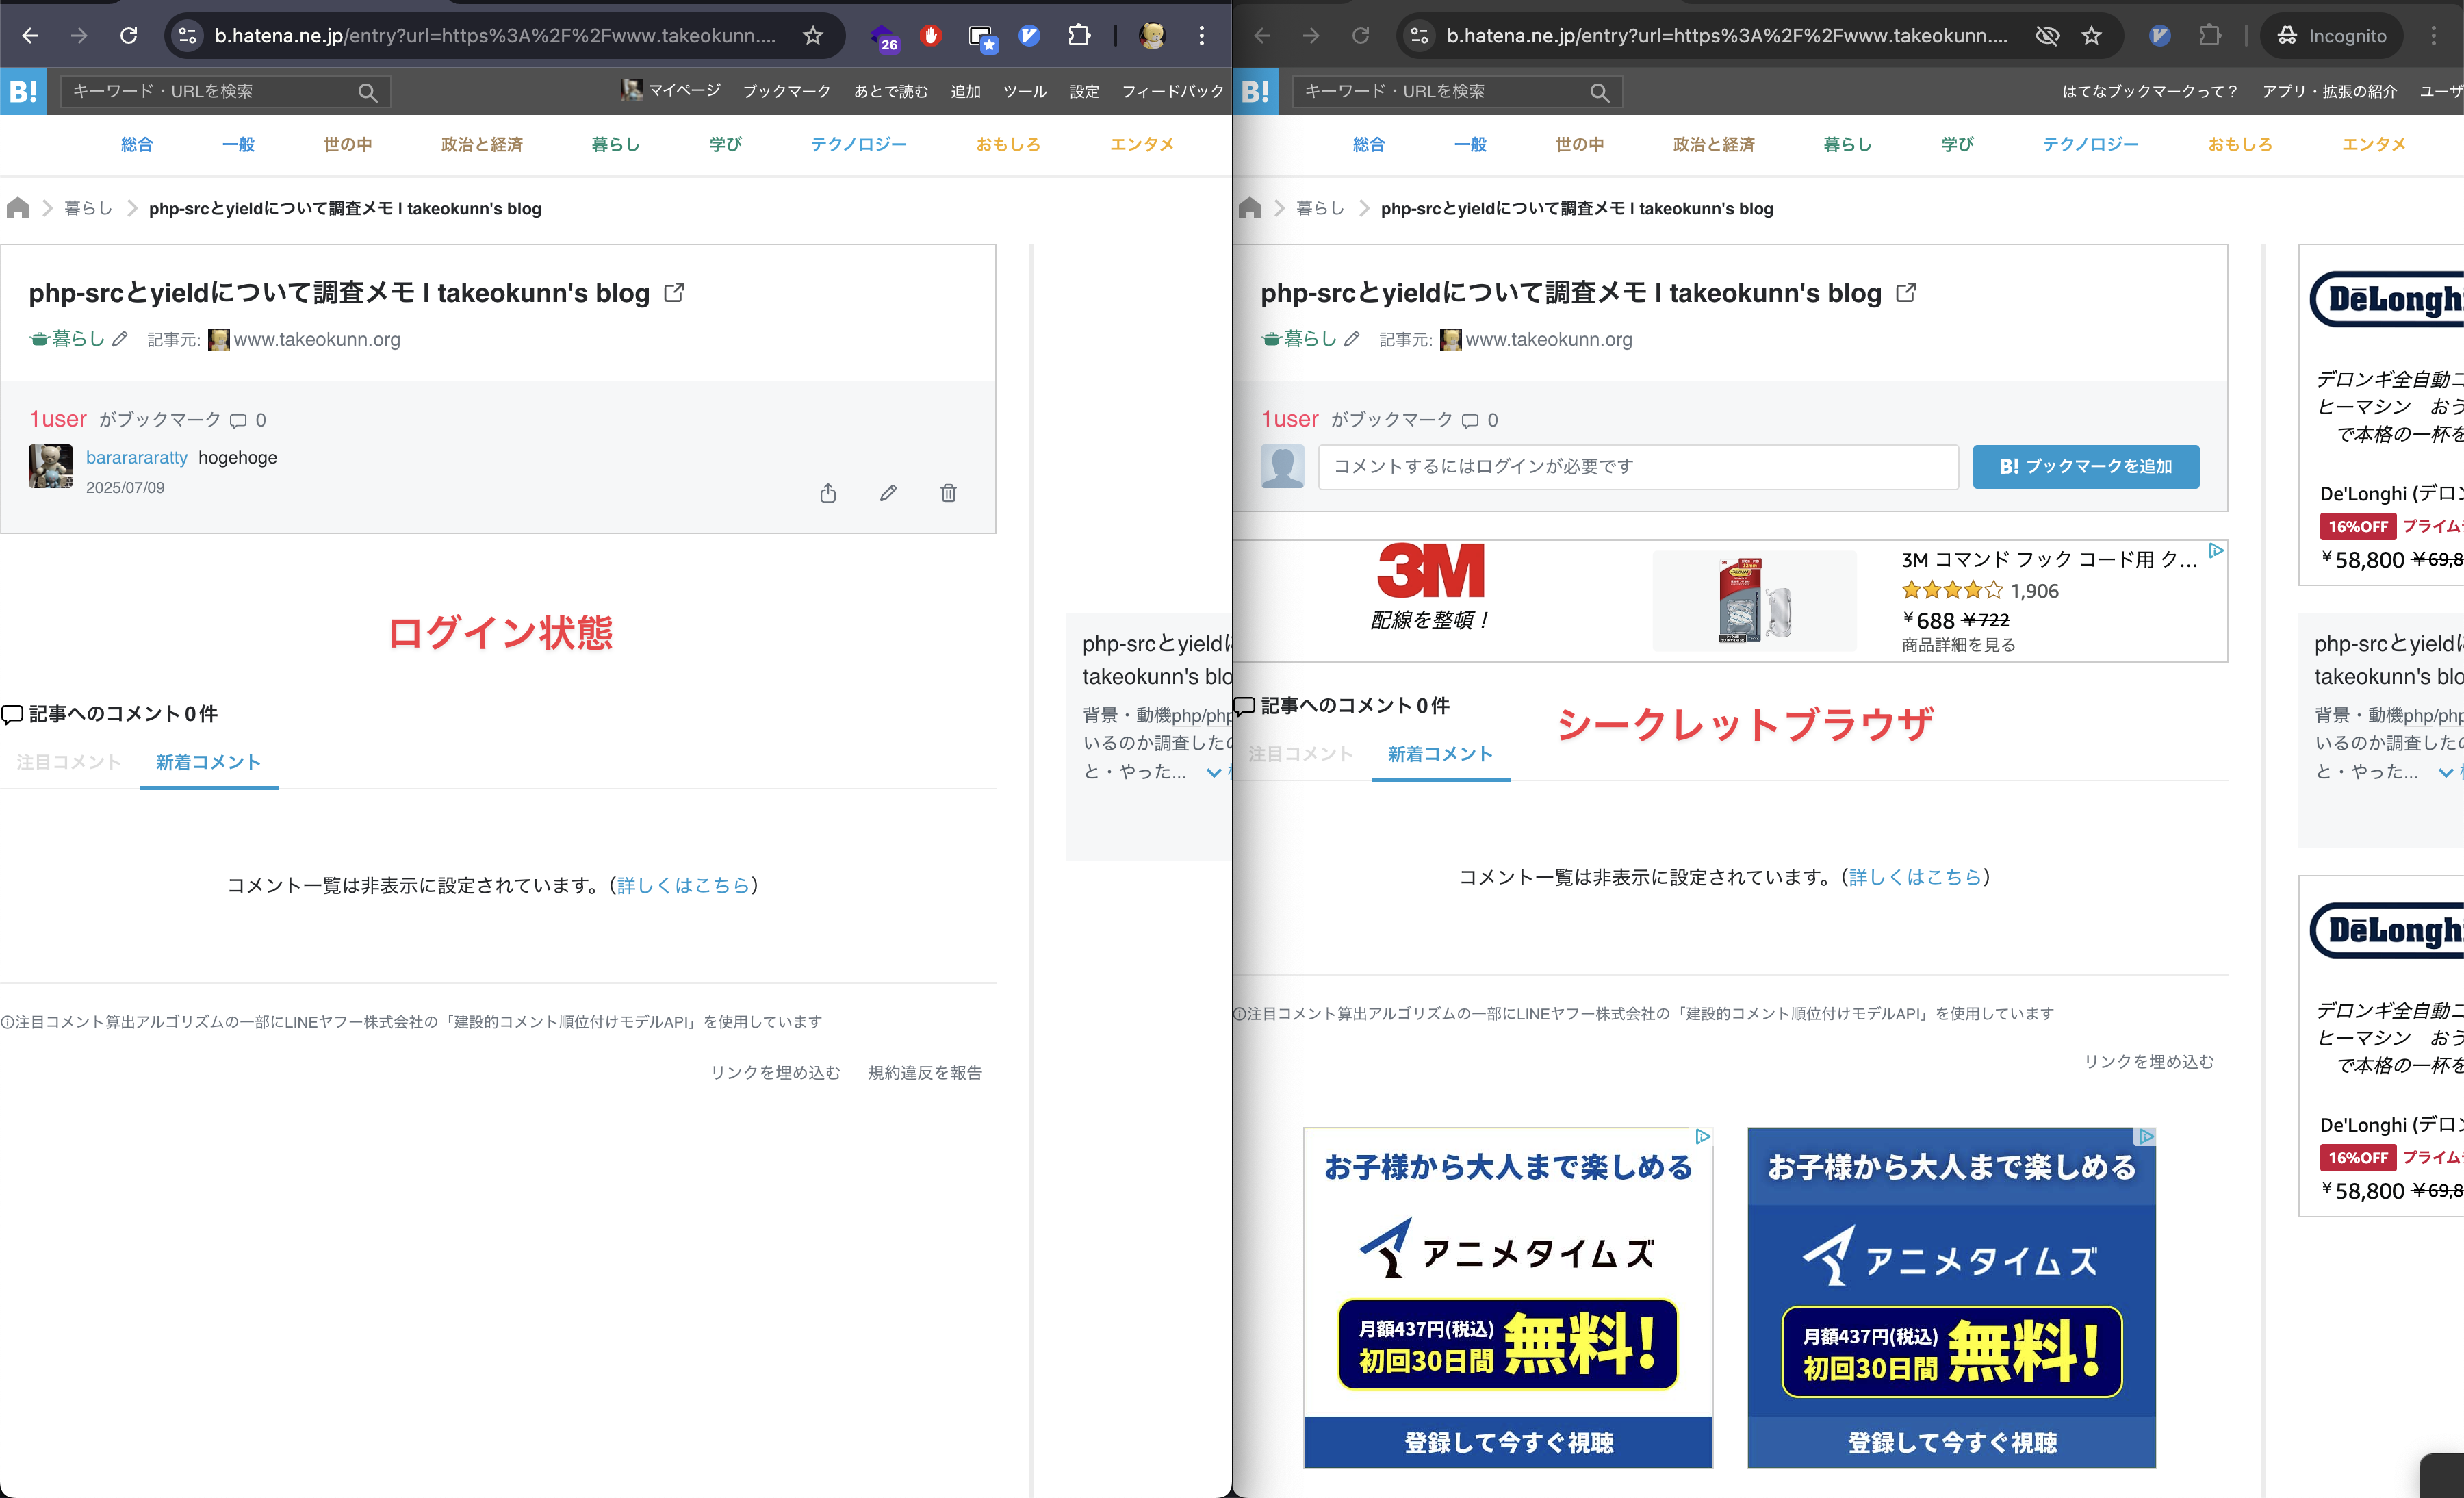 b.hatena.ne.jp/entry?url=https%3A%2F%2Fwww.takeokunn....
26
B!
キーワード・URLを検索
マイページ
ブックマーク
あとで読む
追加
ツール
設定
フィードバック
総合
一般
世の中
政治と経済
暮らし
学び
テクノロジー
おもしろ
エンタメ
暮らし
php-srcとyieldについて調査メモ | takeokunn's blog
php-srcとyieldについて調査メモ | takeokunn's blog
暮らし
記事元: www.takeokunn.org
1user がブックマーク 0
barararararatty hogehoge
2025/07/09
ログイン状態
記事へのコメント0件
注目コメント
新着コメント
コメント一覧は非表示に設定されています。(詳しくはこちら)
注目コメント算出アルゴリズムの一部にLINEヤフー株式会社の「建設的コメント順位付けモデルAPI」を使用しています
リンクを埋め込む
規約違反を報告
php-srcとyield
takeokunn's blo
背景・動機php/php
いるのか調査した
と・やった...
b.hatena.ne.jp/entry?url=https%3A%2F%2Fwww.takeokunn....
Incognito
B!
キーワード・URLを検索
はてなブックマークって?
アプリ・拡張の紹介
ユーザ
総合
一般
世の中
政治と経済
暮らし
学び
テクノロジー
おもしろ
エンタメ
暮らし
php-srcとyieldについて調査メモ | takeokunn's blog
php-srcとyieldについて調査メモ | takeokunn's blog
暮らし
記事元: www.takeokunn.org
1user がブックマーク 0
コメントするにはログインが必要です
B! ブックマークを追加
3M
配線を整頓！
3M コマンド フック コード用 ク...
1,906
¥688 ¥722
商品詳細を見る
記事へのコメント0件
シークレットブラウザ
注目コメント
新着コメント
コメント一覧は非表示に設定されています。(詳しくはこちら)
注目コメント算出アルゴリズムの一部にLINEヤフー株式会社の「建設的コメント順位付けモデルAPI」を使用しています
リンクを埋め込む
お子様から大人まで楽しめる
アニメタイムズ
月額437円(税込)
初回30日間
無料!
登録して今すぐ視聴
お子様から大人まで楽しめる
アニメタイムズ
月額437円(税込)
初回30日間
無料!
登録して今すぐ視聴
DeLongh
デロンギ全自動コ
ヒーマシン おう
で本格の一杯を
De'Longhi (デロン
16%OFF プライム
¥58,800 ¥69,8
php-srcとyield
takeokunn's blo
背景・動機php/php
いるのか調査した
と・やった...
DeLongh
デロンギ全自動コ
ヒーマシン おう
で本格の一杯を
De'Longhi (デロン
16%OFF プライム
¥58,800 ¥69,8